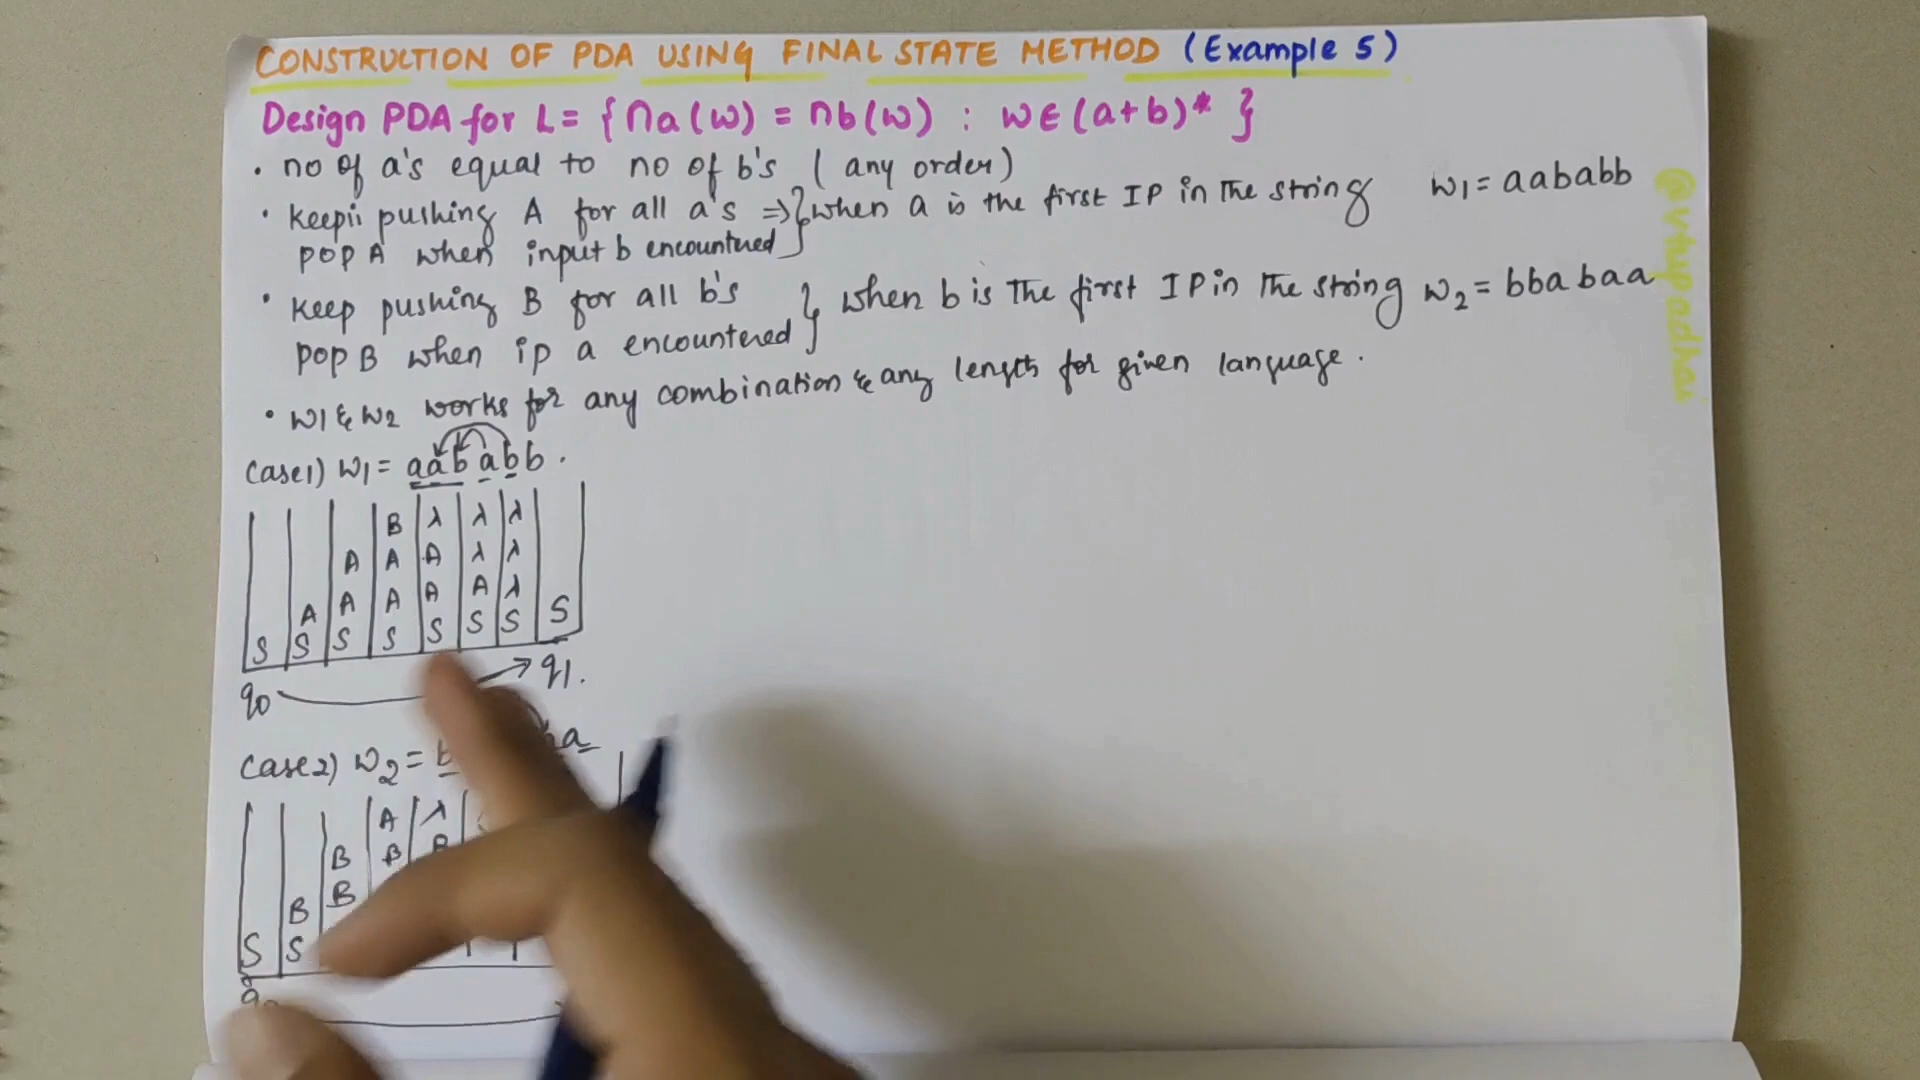 CONSTRUCTION OF PDA USING FINAL STATE METHOD (Example 5)
Design PDA for L = { na(w) = nb(w) : w ∈ (a+b)* }
• no of a's equal to no of b's ( any order)
• Keepii pushing A for all a's => } when a is the first IP in the string w1 = aababb
pop A when input b encountered }
• Keep pushing B for all b's } when b is the first IP in the string w2 = bbabaa
pop B when ip a encountered }
• w1 & w2 works for any combination & any length for given language.
Case1) w1 = aababb.
B λ λ λ
A A A λ λ
A A A A A λ
S S S S S S S S
q0 → q1.
Case2) w2 = b a
A λ
B B B
B B
S S
@vtupadhai